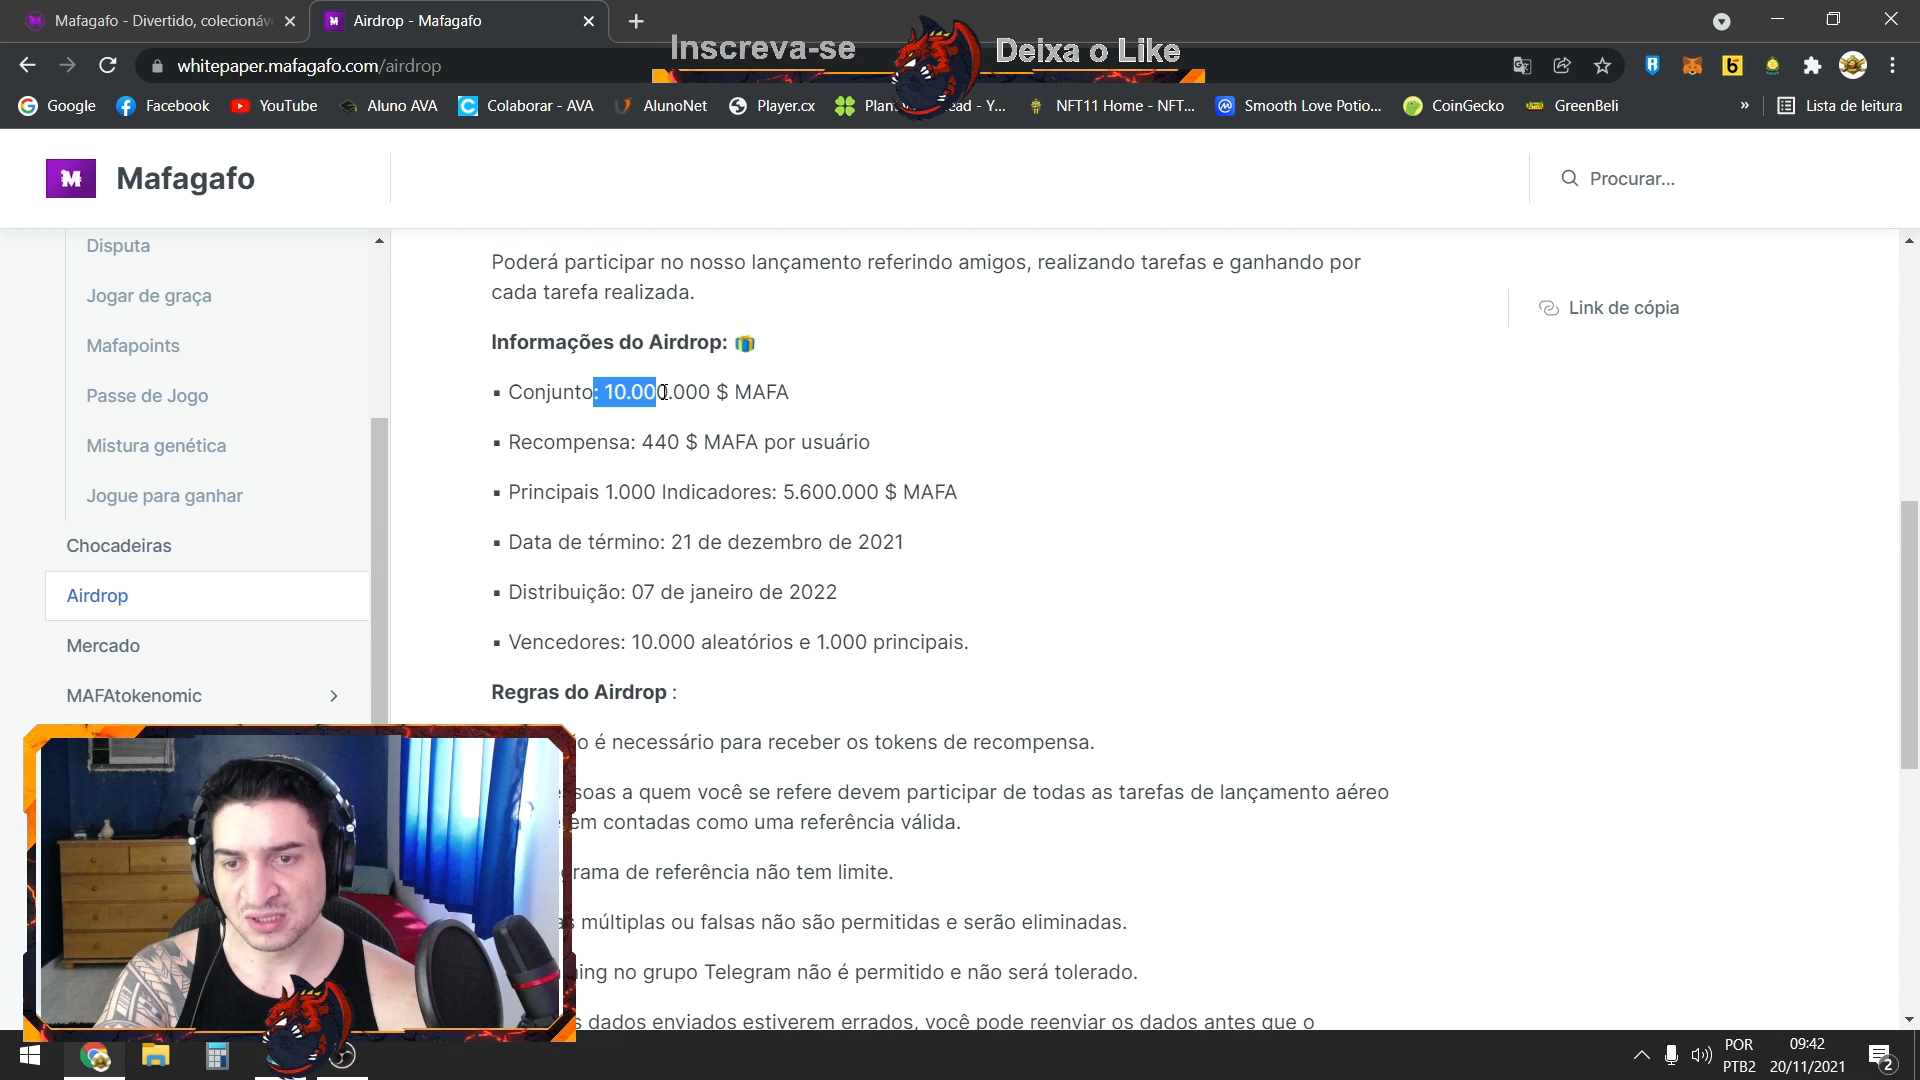 Mafagafo - Divertido, colecionáv
Airdrop - Mafagafo
Inscreva-se
Deixa o Like
whitepaper.mafagafo.com/airdrop
Google
Facebook
YouTube
Aluno AVA
Colaborar - AVA
AlunoNet
Player.cx
NFT11 Home - NFT...
Smooth Love Potio...
CoinGecko
GreenBeli
»
Lista de leitura
Mafagafo
Procurar...
Disputa
Jogar de graça
Mafapoints
Passe de Jogo
Mistura genética
Jogue para ganhar
Chocadeiras
Airdrop
Mercado
MAFAtokenomic
Poderá participar no nosso lançamento referindo amigos, realizando tarefas e ganhando por
cada tarefa realizada.
Informações do Airdrop:
▪ Conjunto: 10.000.000 $ MAFA
▪ Recompensa: 440 $ MAFA por usuário
▪ Principais 1.000 Indicadores: 5.600.000 $ MAFA
▪ Data de término: 21 de dezembro de 2021
▪ Distribuição: 07 de janeiro de 2022
▪ Vencedores: 10.000 aleatórios e 1.000 principais.
Regras do Airdrop :
é necessário para receber os tokens de recompensa.
soas a quem você se refere devem participar de todas as tarefas de lançamento aéreo
em contadas como uma referência válida.
grama de referência não tem limite.
múltiplas ou falsas não são permitidas e serão eliminadas.
ning no grupo Telegram não é permitido e não será tolerado.
dados enviados estiverem errados, você pode reenviar os dados antes que o
Link de cópia
POR
PTB2
09:42
20/11/2021
2